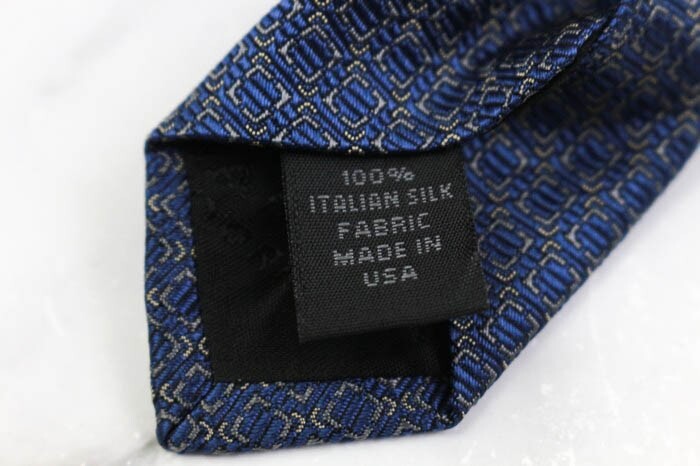 100%
ITALIAN SILK
FABRIC
MADE IN
USA